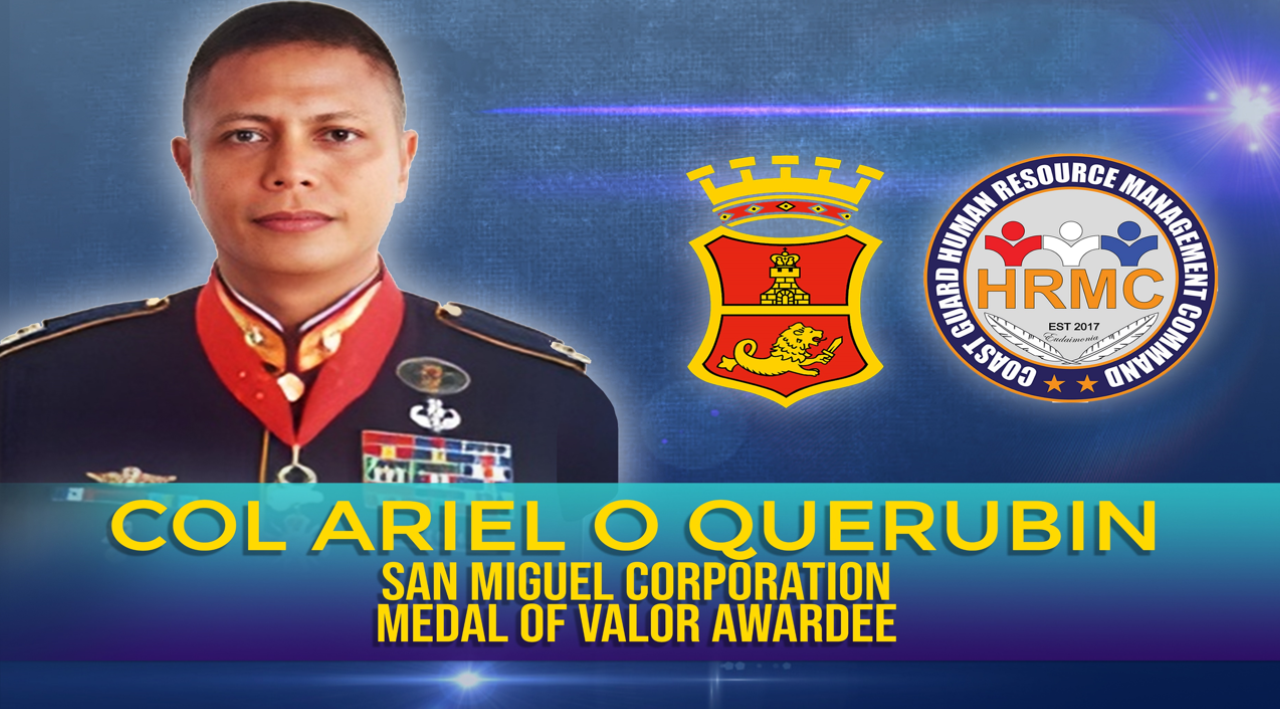 COAST GUARD HUMAN RESOURCE MANAGEMENT COMMAND
HRMC
EST 2017
Eudaimonia
COL ARIEL O QUERUBIN
SAN MIGUEL CORPORATION
MEDAL OF VALOR AWARDEE